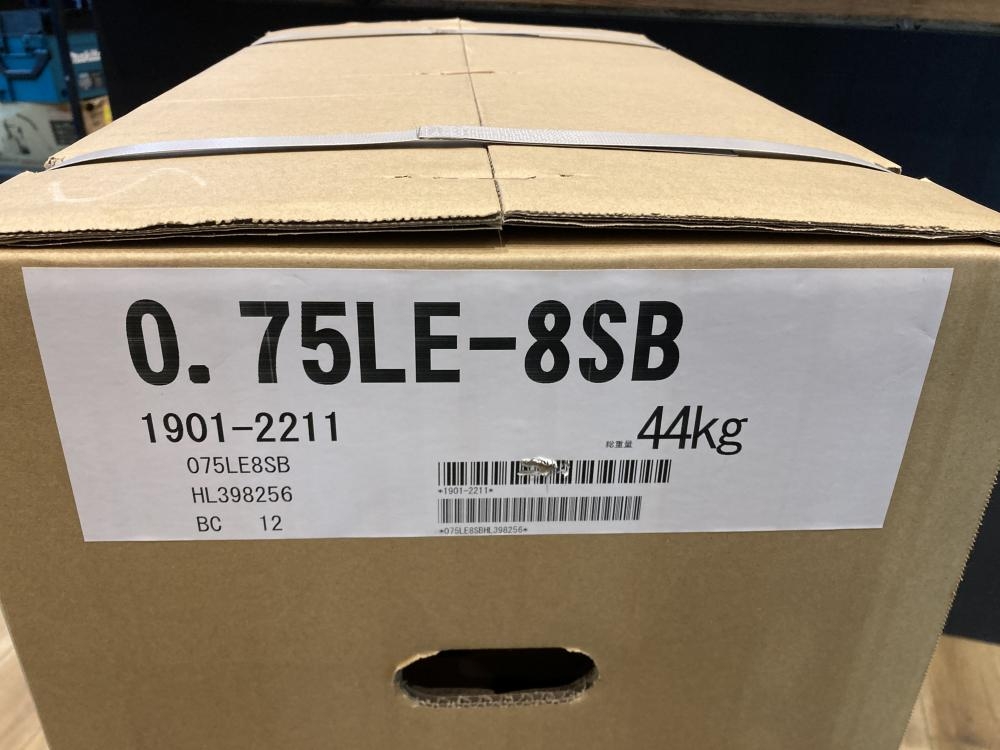 0.75LE-8SB
1901-2211
総重量 44kg
075LE8SB
HL398256
BC 12
*1901-2211*
*075LE8SBHL398256*